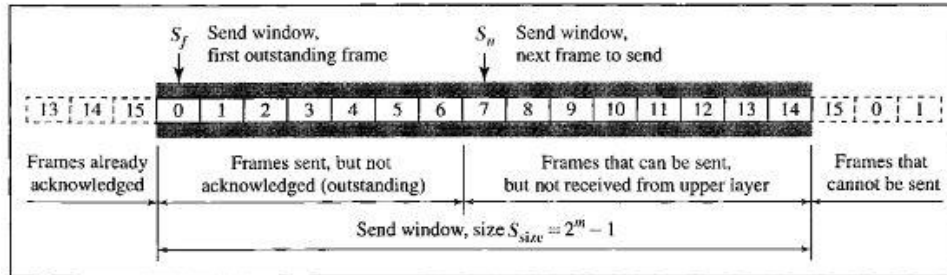 S_f Send window, first outstanding frame
S_n Send window, next frame to send
13 14 15 0 1 2 3 4 5 6 7 8 9 10 11 12 13 14 15 0 1
Frames already acknowledged
Frames sent, but not acknowledged (outstanding)
Frames that can be sent, but not received from upper layer
Frames that cannot be sent
Send window, size S_size = 2^m − 1